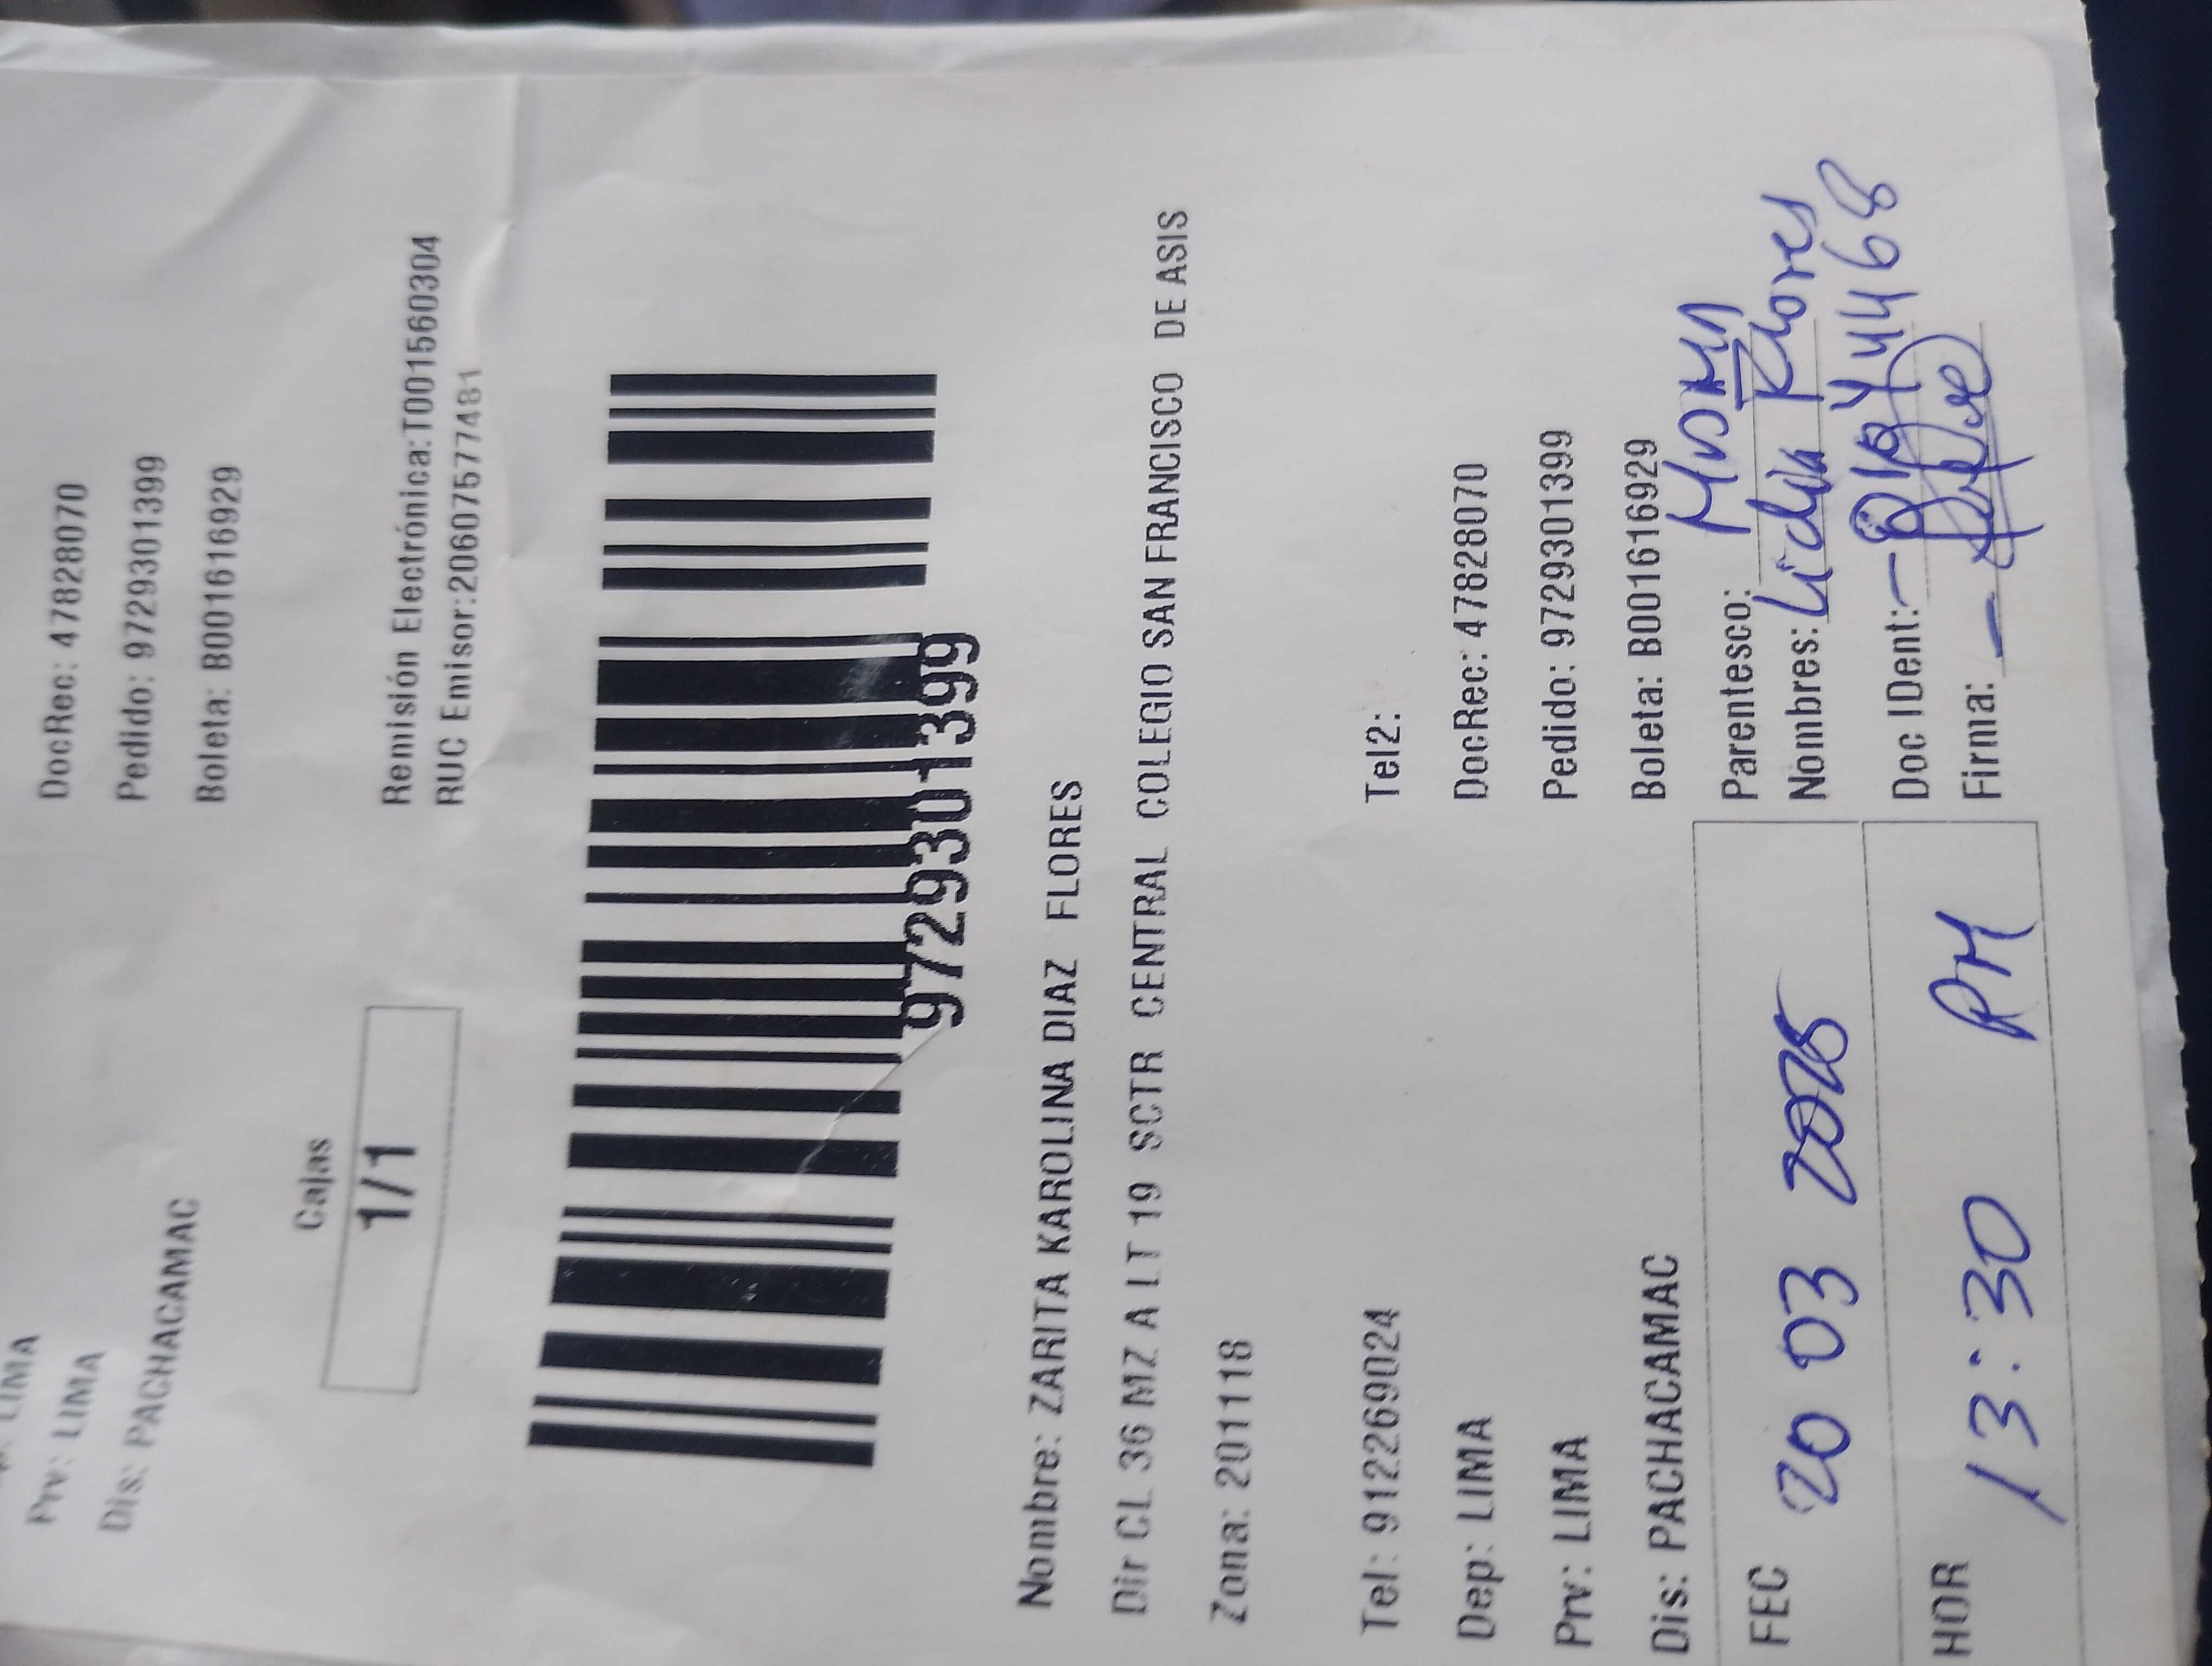 LIMA
Prv: LIMA
Dis: PACHACAMAC
DocRec: 47828070
Pedido: 9729301399
Boleta: B001616929
Cajas
1/1
Remisión Electrónica:T001560304
RUC Emisor:20607577481
9729301399
Nombre: ZARITA KAROLINA DIAZ FLORES
Dir CL 36 MZ A LT 19 SCTR CENTRAL COLEGIO SAN FRANCISCO DE ASIS
Zona: 201118
Tel: 912269024 Tel2:
Dep: LIMA DocRec: 47828070
Prv: LIMA Pedido: 9729301399
Dis: PACHACAMAC Boleta: B001616929
FEC 20 03 2025
HOR 13:30 PM
Parentesco:
Nombres: Lidia Flores
Doc IDent:
Firma: